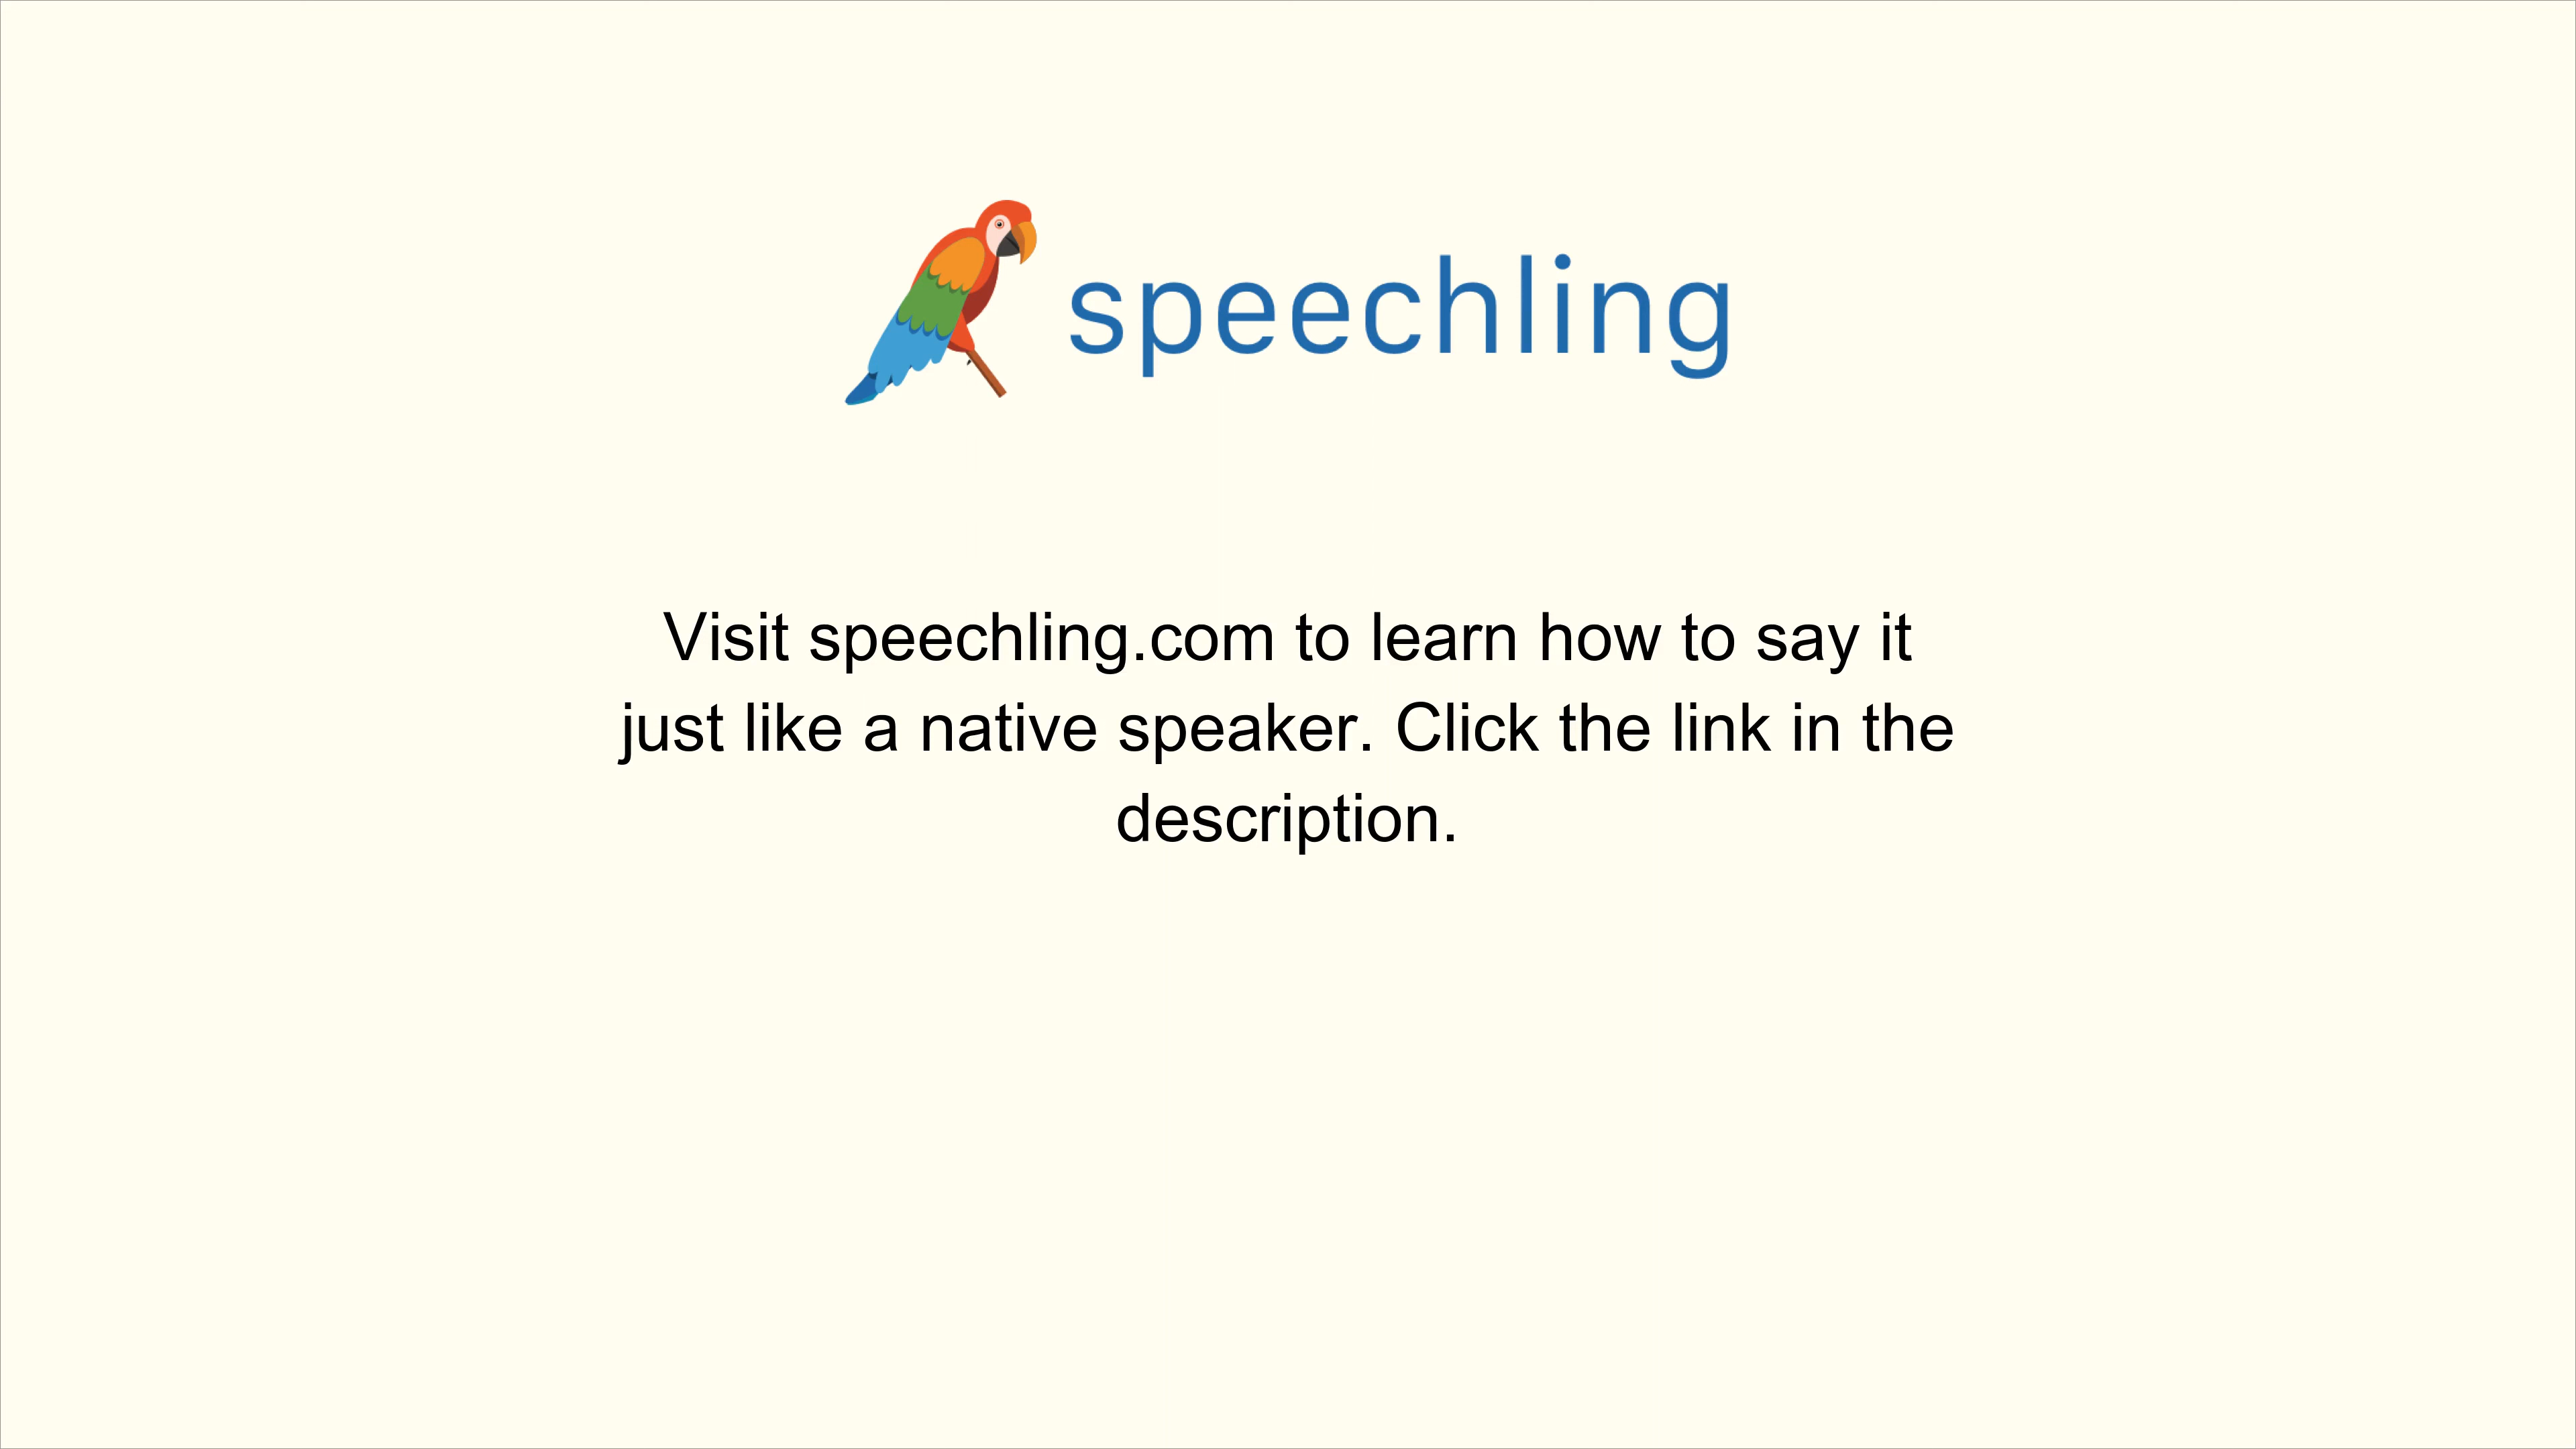 speechling
Visit speechling.com to learn how to say it
just like a native speaker. Click the link in the
description.